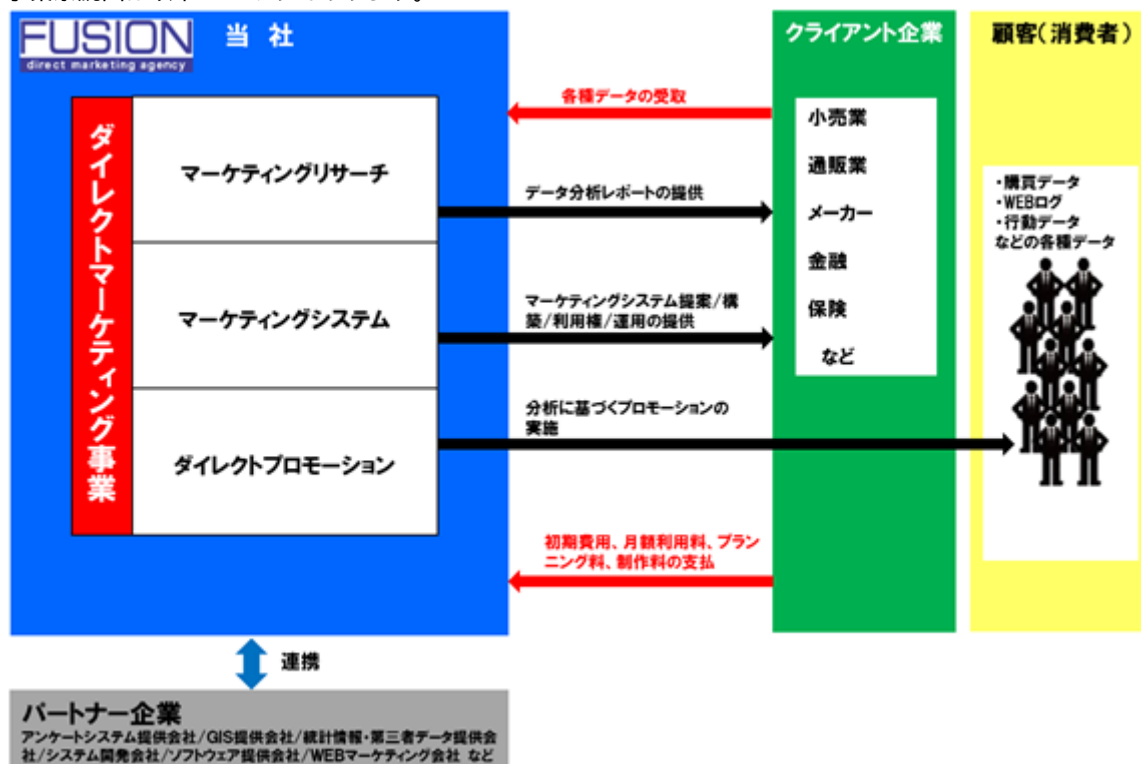 FUSION
direct marketing agency
当 社
クライアント企業
顧客(消費者)
ダイレクトマーケティング事業
マーケティングリサーチ
マーケティングシステム
ダイレクトプロモーション
各種データの受取
データ分析レポートの提供
マーケティングシステム提案/構
築/利用権/運用の提供
分析に基づくプロモーションの
実施
初期費用、月額利用料、プラン
ニング料、制作料の支払
小売業
通販業
メーカー
金融
保険
など
・購買データ
・WEBログ
・行動データ
などの各種データ
連携
パートナー企業
アンケートシステム提供会社/GIS提供会社/統計情報・第三者データ提供会
社/システム開発会社/ソフトウェア提供会社/WEBマーケティング会社 など